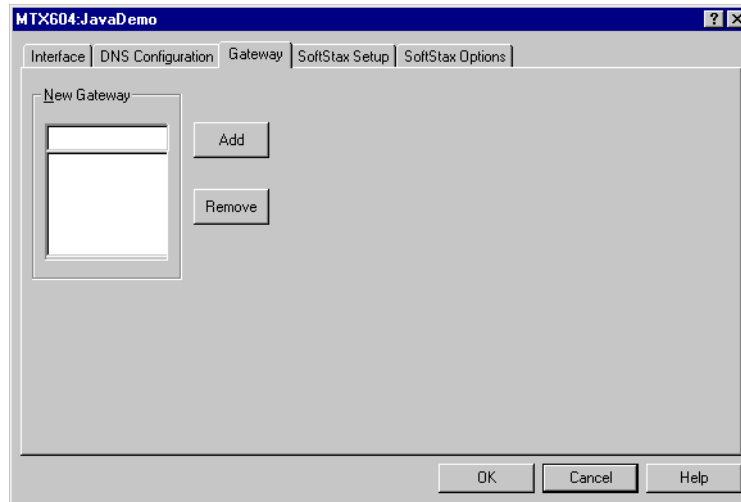 MTX604:JavaDemo
Interface DNS Configuration Gateway SoftStax Setup SoftStax Options
New Gateway
Add
Remove
OK Cancel Help